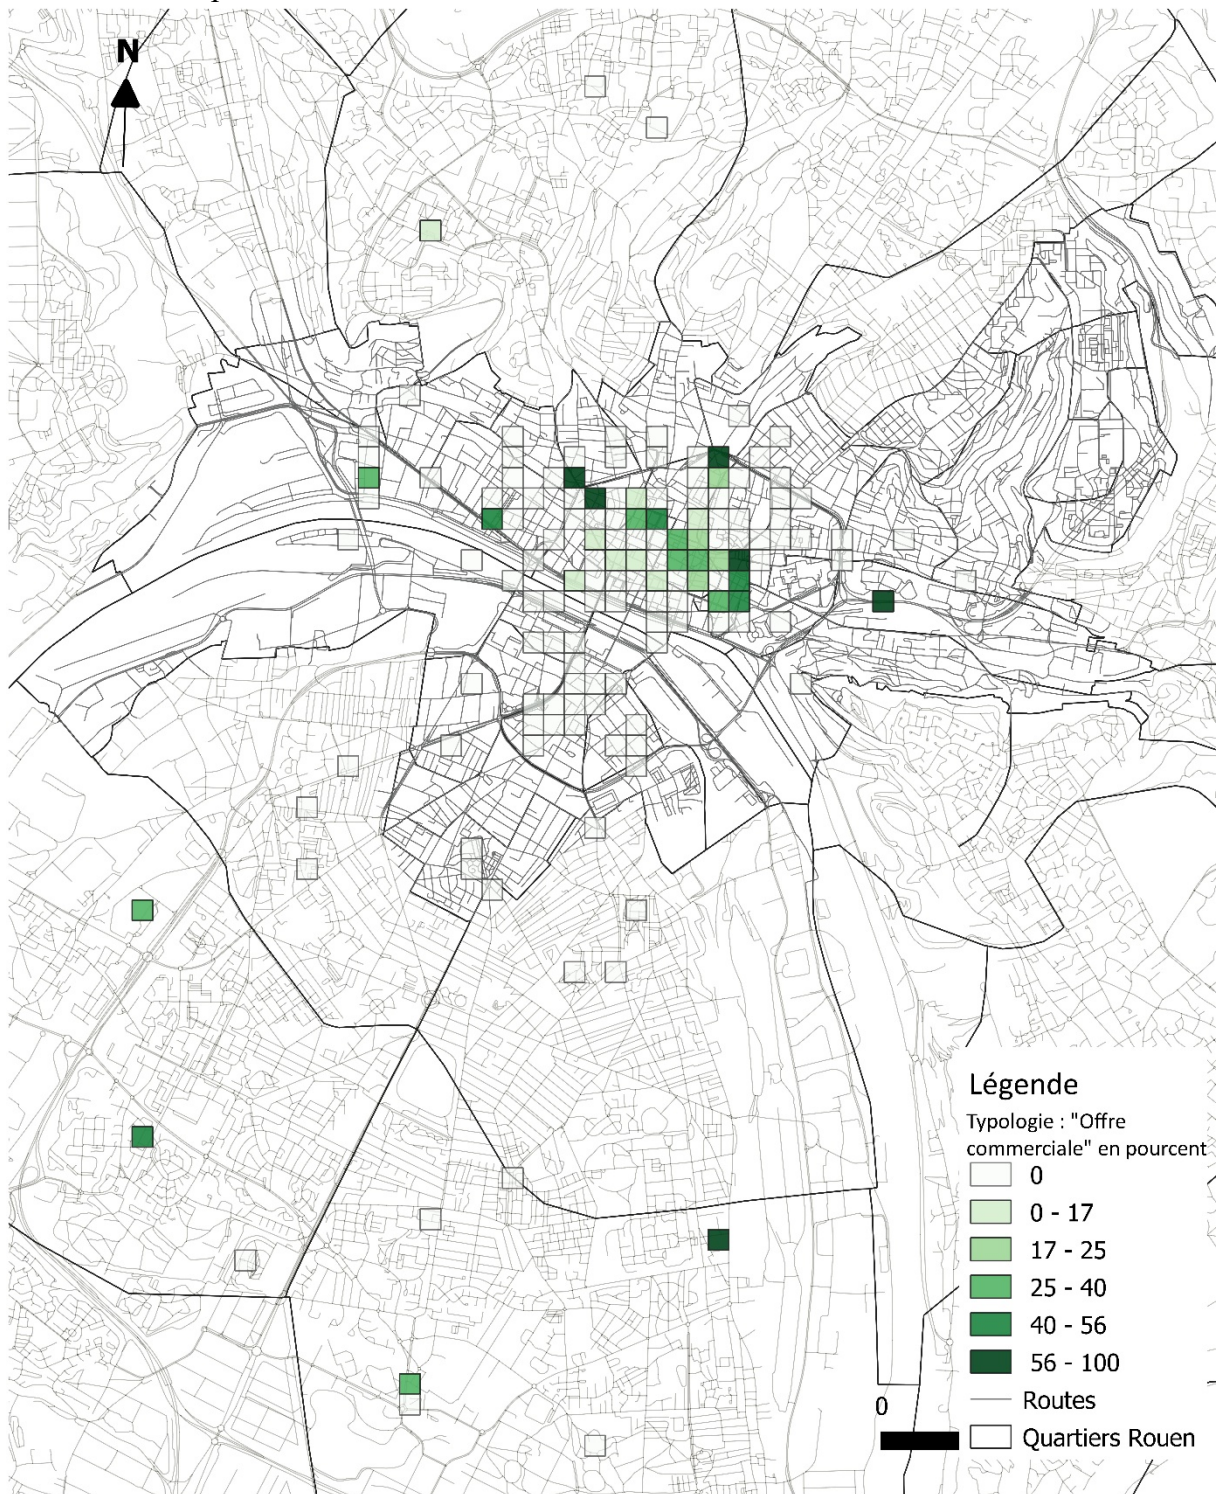 N
Légende
Typologie : "Offre
commerciale" en pourcent
0
0 - 17
17 - 25
25 - 40
40 - 56
56 - 100
Routes
0
Quartiers Rouen